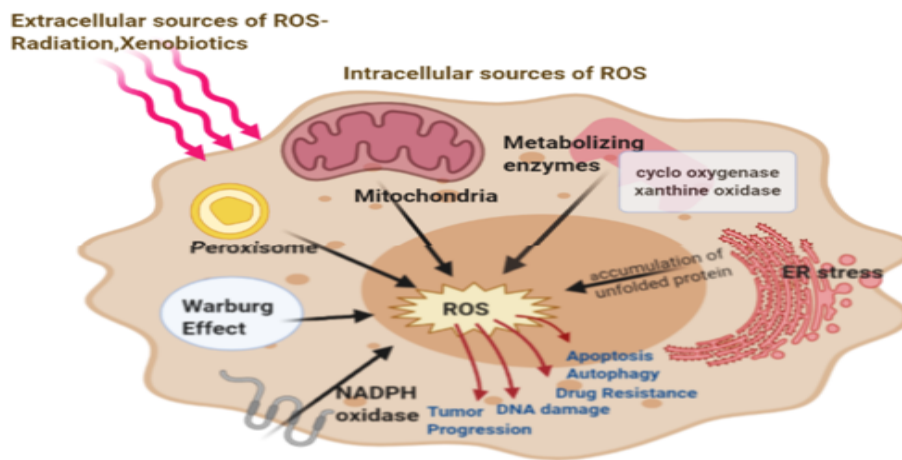 Extracellular sources of ROS-
Radiation,Xenobiotics
Intracellular sources of ROS
Metabolizing
enzymes
cyclo oxygenase
xanthine oxidase
Mitochondria
Peroxisome
accumulation of
unfolded protein
ER stress
Warburg
Effect
ROS
Apoptosis
Autophagy
Drug Resistance
NADPH
oxidase
Tumor
Progression
DNA damage